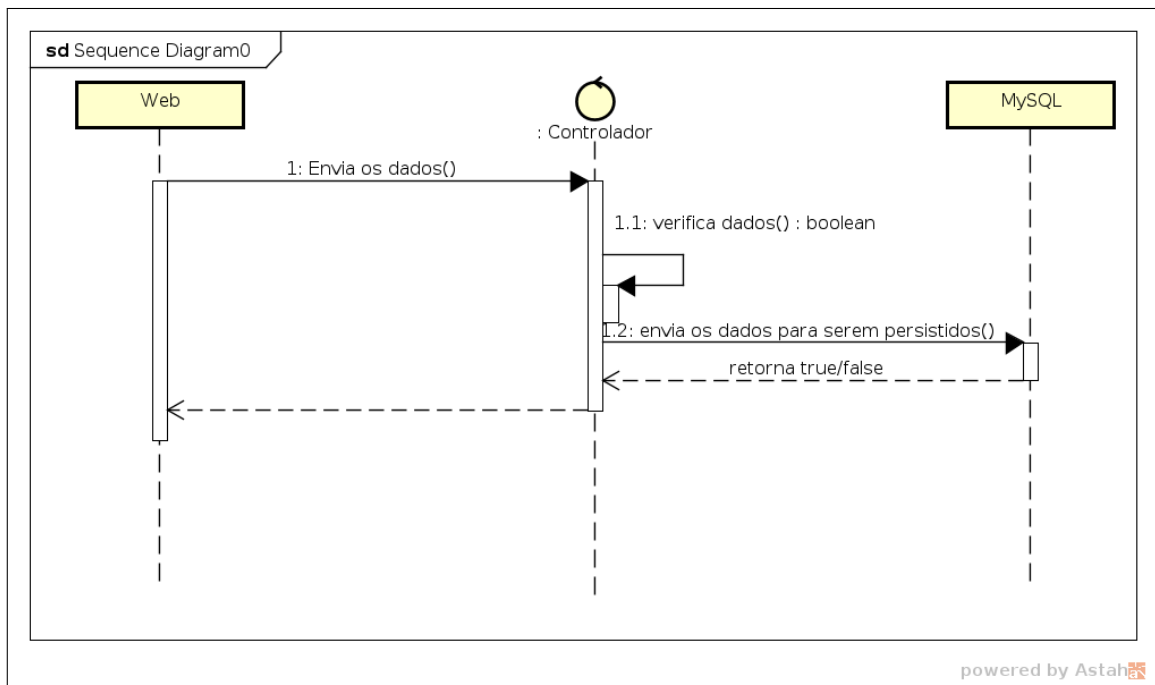 sd Sequence Diagram0
Web
: Controlador
MySQL
1: Envia os dados()
1.1: verifica dados() : boolean
1.2: envia os dados para serem persistidos()
retorna true/false
powered by Astah